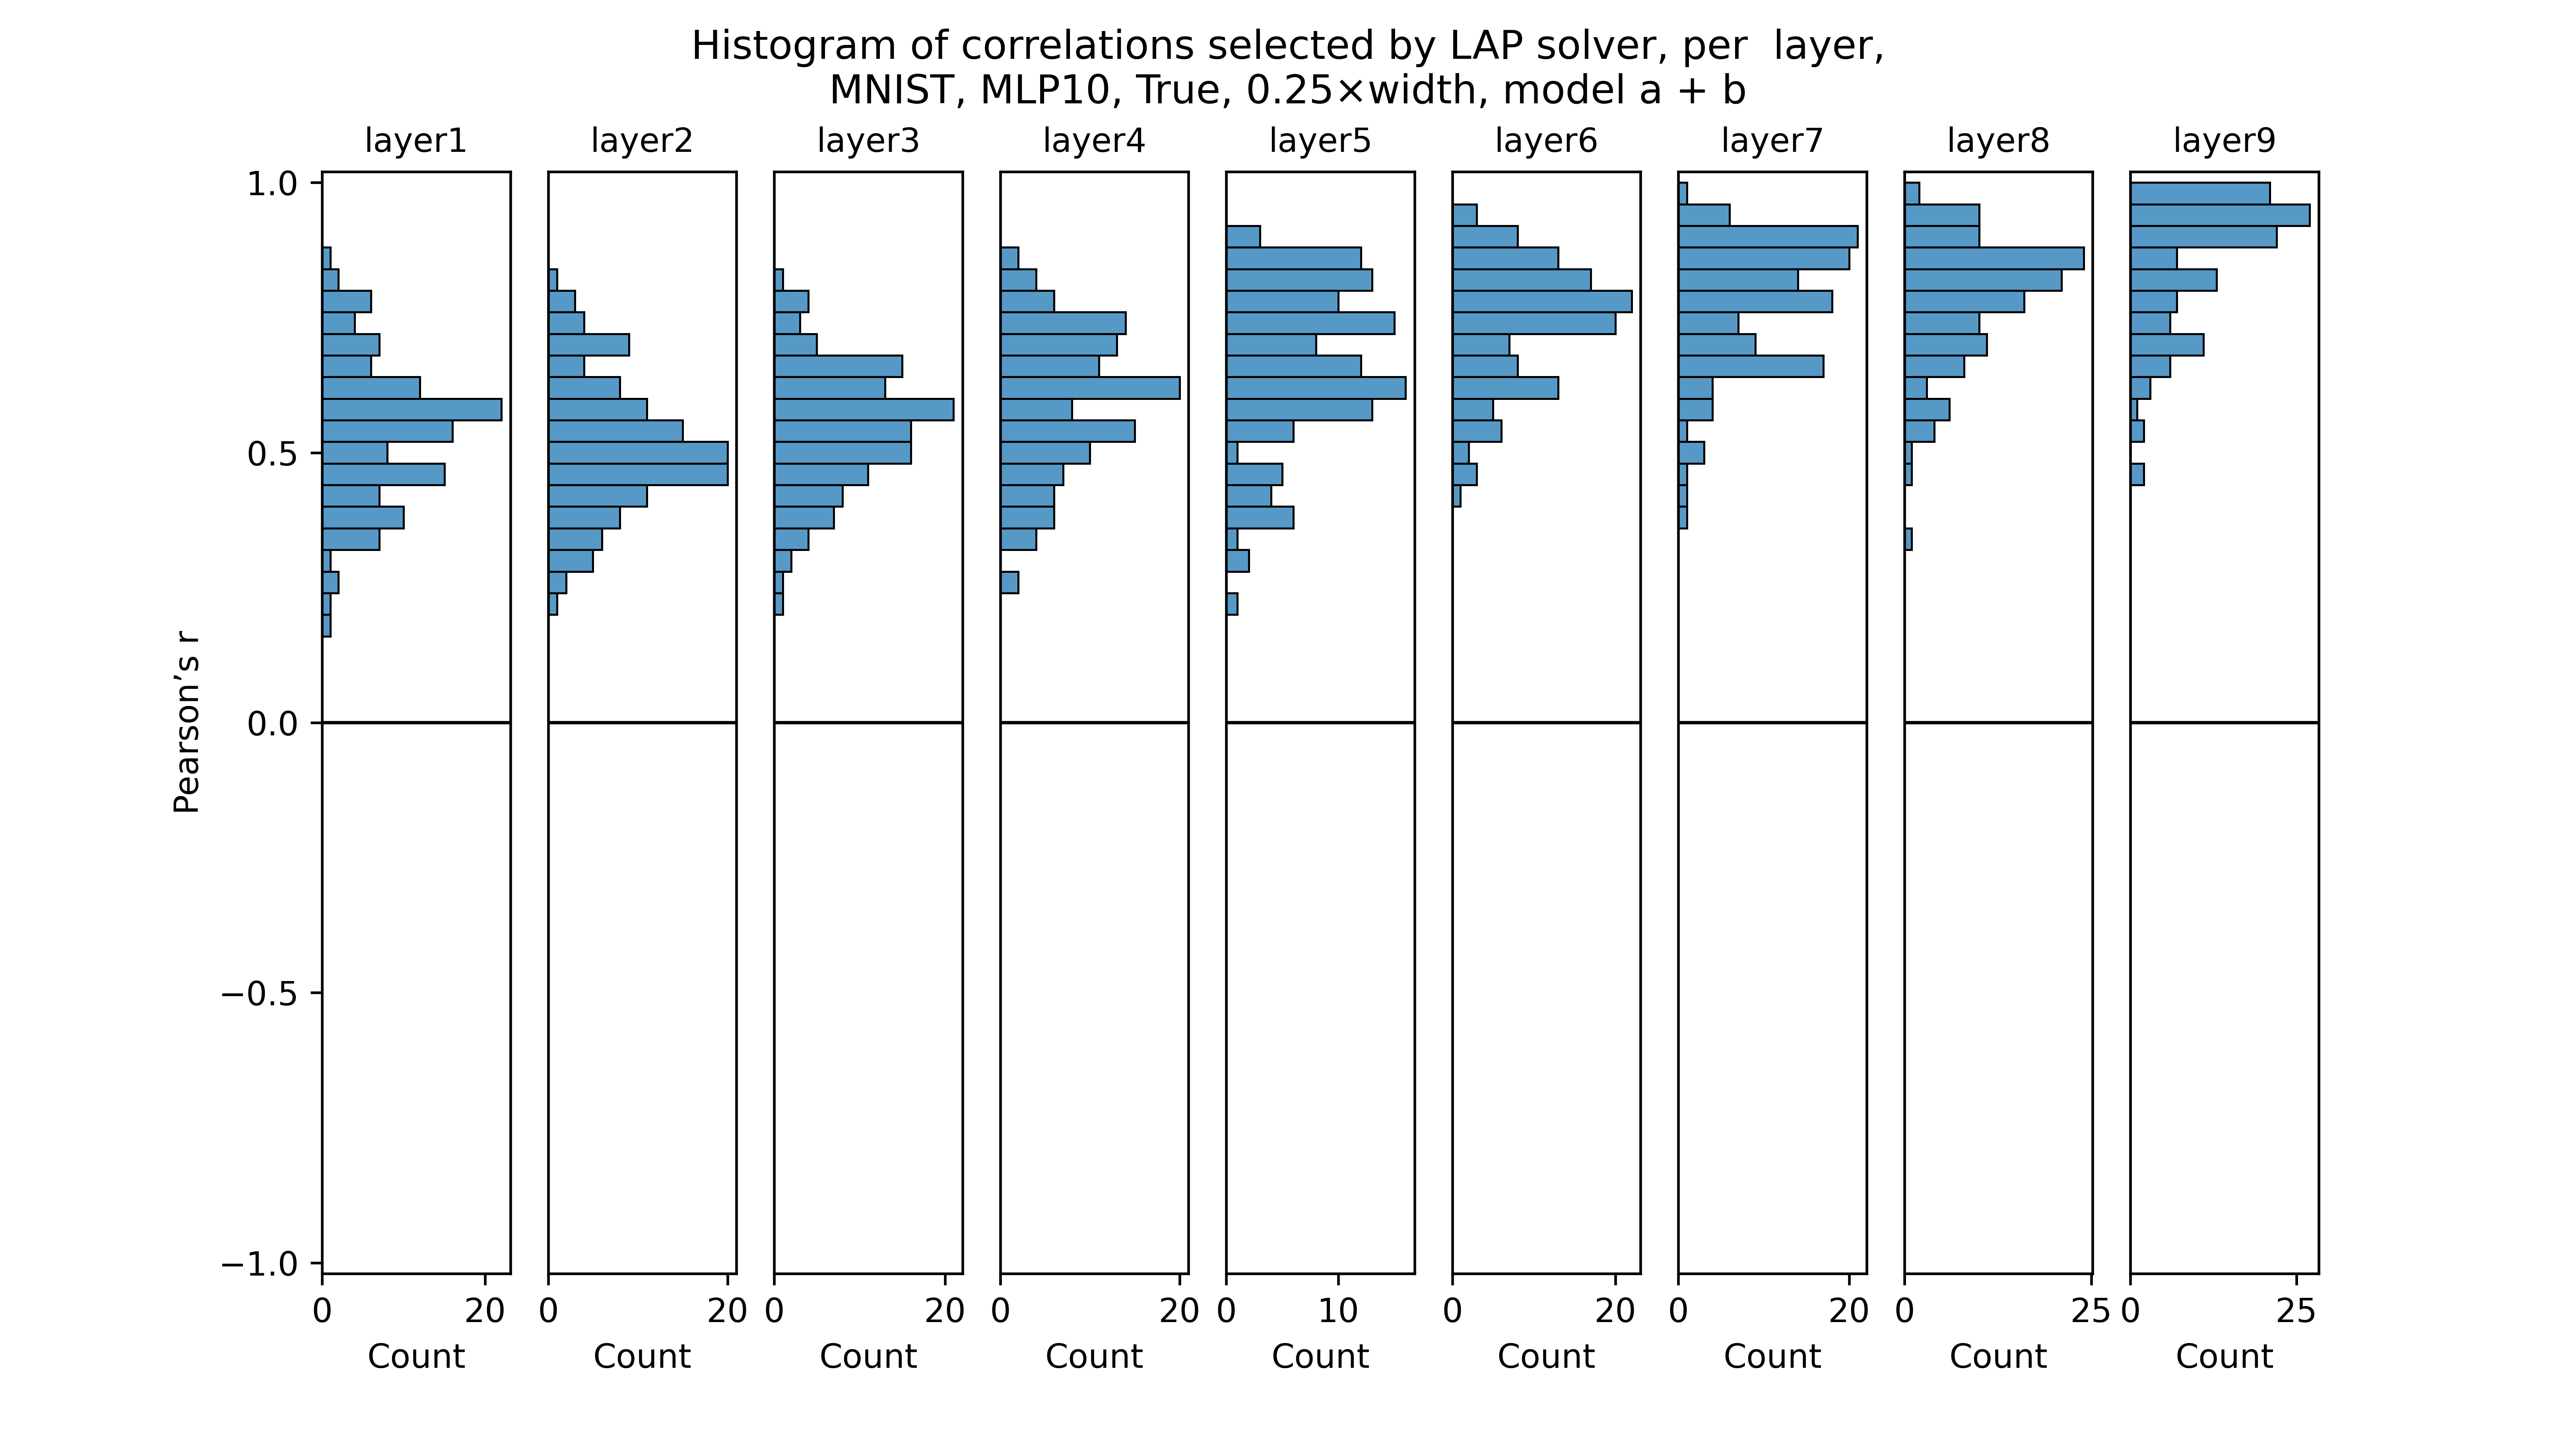 Histogram of correlations selected by LAP solver, per  layer,
MNIST, MLP10, True, 0.25×width, model a + b
layer1 layer2 layer3 layer4 layer5 layer6 layer7 layer8 layer9
1.0
0.5
0.0
−0.5
−1.0
Pearson’s r
0 20 0 20 0 20 0 20 0 10 0 20 0 20 0 25 0 25
Count Count Count Count Count Count Count Count Count